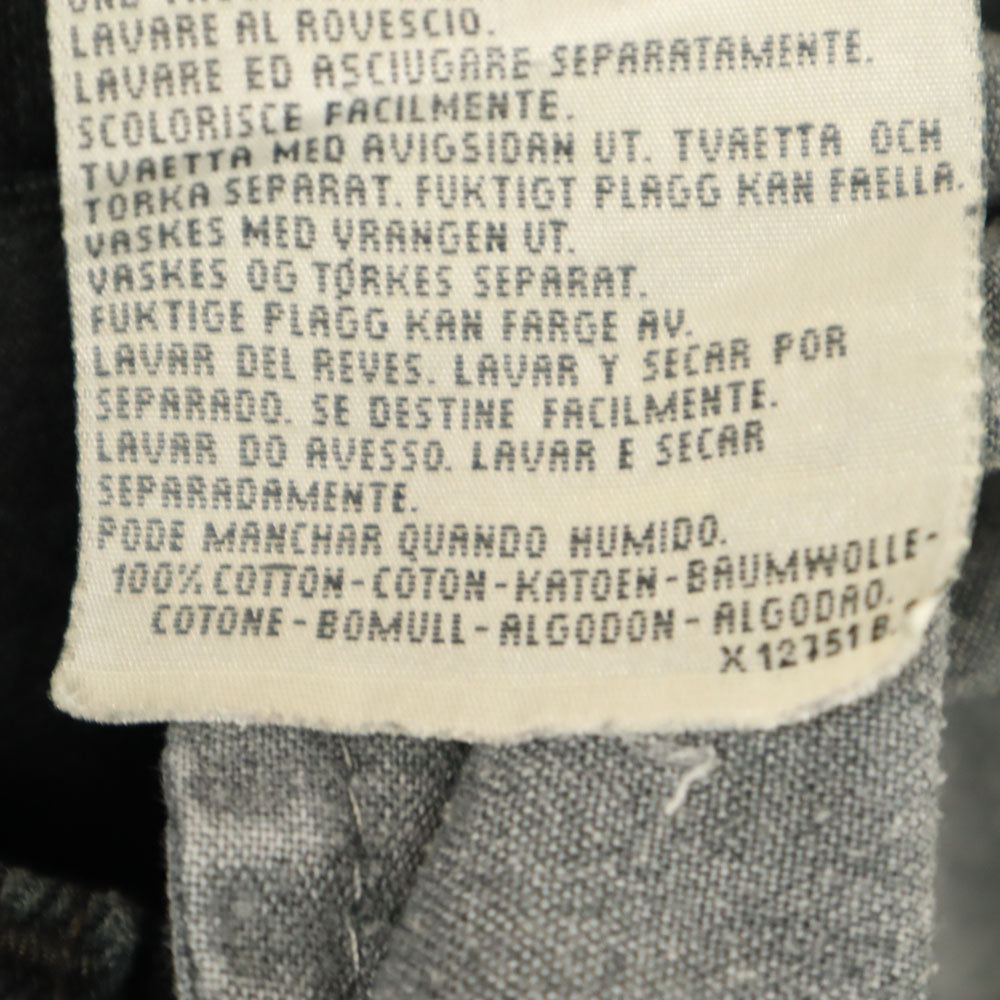 LAVARE AL ROVESCIO.
LAVARE ED ASCIUGARE SEPARATAMENTE.
SCOLORISCE FACILMENTE.
TVAETTA MED AVIGSIDAN UT. TVAETTA OCH
TORKA SEPARAT. FUKTIGT PLAGG KAN FAELLA.
VASKES MED VRANGEN UT.
VASKES OG TØRKES SEPARAT.
FUKTIGE PLAGG KAN FARGE AV.
LAVAR DEL REVES. LAVAR Y SECAR POR
SEPARADO. SE DESTINE FACILMENTE.
LAVAR DO AVESSO. LAVAR E SECAR
SEPARADAMENTE.
PODE MANCHAR QUANDO HUMIDO.
100% COTTON-COTON-KATOEN-BAUMWOLLE-
COTONE-BOMULL-ALGODON-ALGODAO.
X 12751 B.